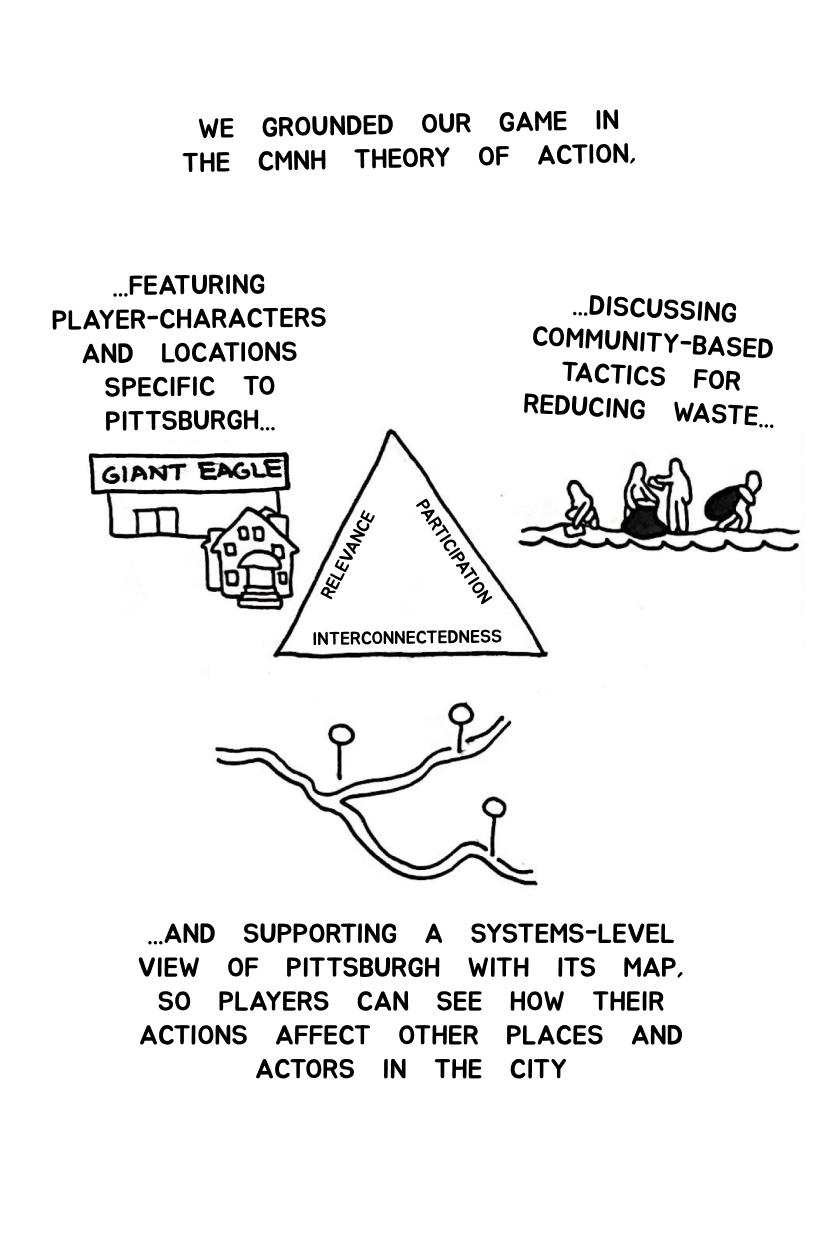 WE GROUNDED OUR GAME IN
THE CMNH THEORY OF ACTION,
...FEATURING
PLAYER-CHARACTERS
AND LOCATIONS
SPECIFIC TO
PITTSBURGH...
GIANT EAGLE
...DISCUSSING
COMMUNITY-BASED
TACTICS FOR
REDUCING WASTE...
RELEVANCE
PARTICIPATION
INTERCONNECTEDNESS
...AND SUPPORTING A SYSTEMS-LEVEL
VIEW OF PITTSBURGH WITH ITS MAP,
SO PLAYERS CAN SEE HOW THEIR
ACTIONS AFFECT OTHER PLACES AND
ACTORS IN THE CITY